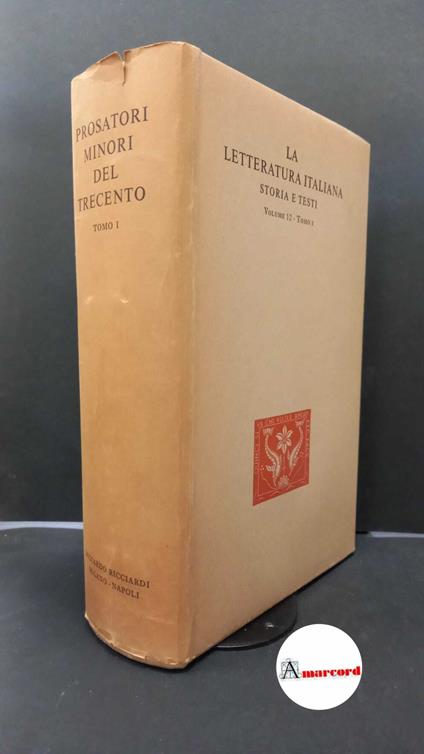 PROSATORI
MINORI
DEL
TRECENTO
TOMO I
RICCARDO RICCIARDI
MILANO - NAPOLI
LA
LETTERATURA ITALIANA
STORIA E TESTI
VOLUME 12 · TOMO I
Amarcord